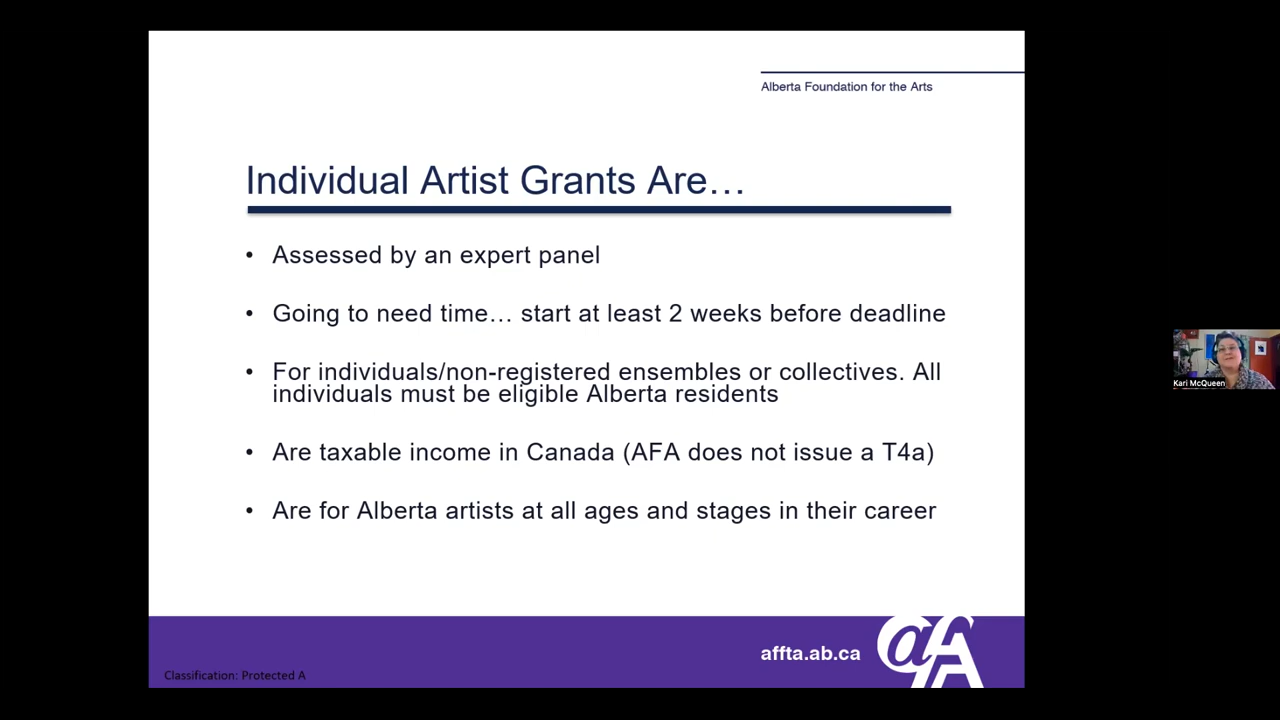 Alberta Foundation for the Arts
Individual Artist Grants Are…
• Assessed by an expert panel
• Going to need time… start at least 2 weeks before deadline
• For individuals/non-registered ensembles or collectives. All
individuals must be eligible Alberta residents
• Are taxable income in Canada (AFA does not issue a T4a)
• Are for Alberta artists at all ages and stages in their career
Kari McQueen
affta.ab.ca
afA
Classification: Protected A